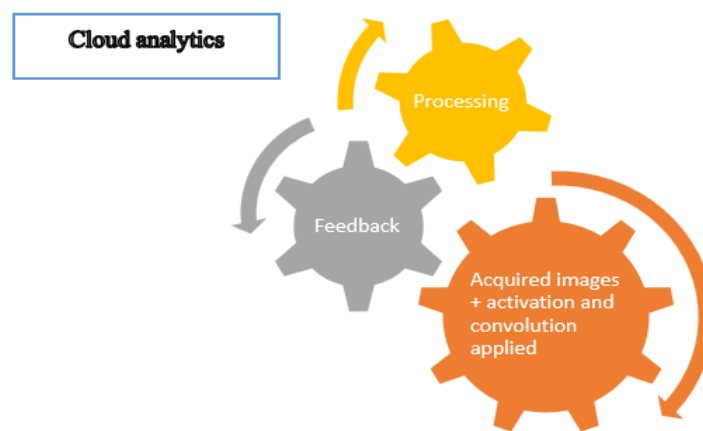 Cloud analytics
Processing
Feedback
Acquired images
+ activation and
convolution
applied